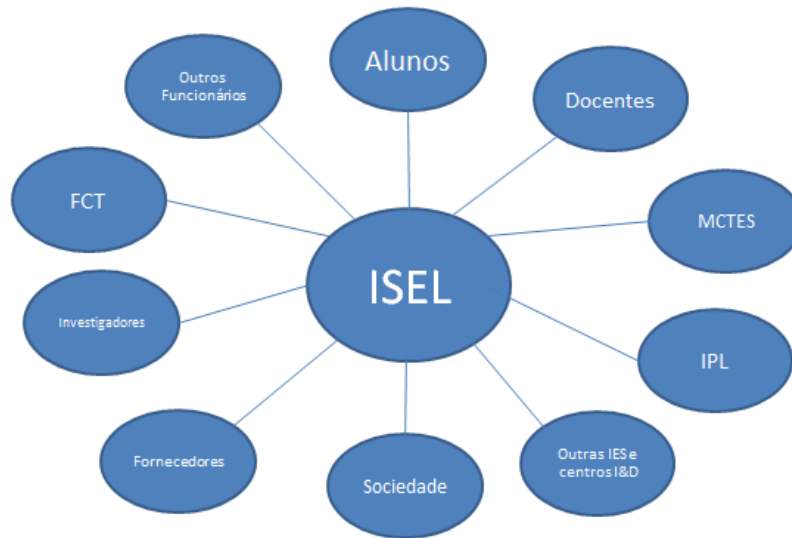 Alunos
Outros
Funcionários
Docentes
FCT
MCTES
ISEL
Investigadores
IPL
Fornecedores
Sociedade
Outras IES e
centros I&D